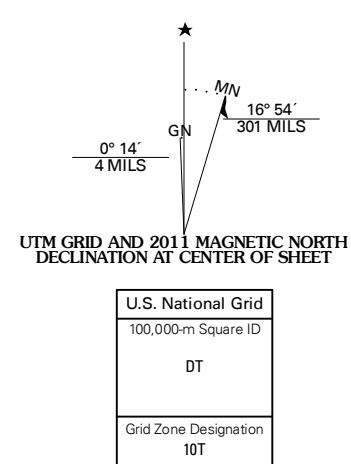 MN
16° 54´
301 MILS
GN
0° 14´
4 MILS
UTM GRID AND 2011 MAGNETIC NORTH
DECLINATION AT CENTER OF SHEET
U.S. National Grid
100,000-m Square ID
DT
Grid Zone Designation
10T